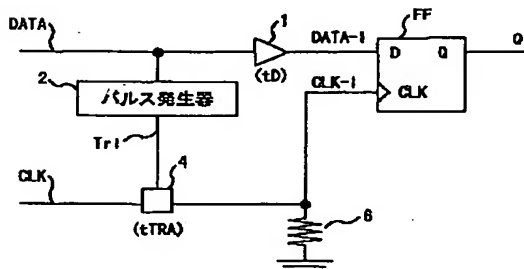 DATA
1
DATA-1
FF
Q
D Q
(tD)
2
CLK-1
CLK
パルス発生器
Tri
CLK
4
6
(tTRA)